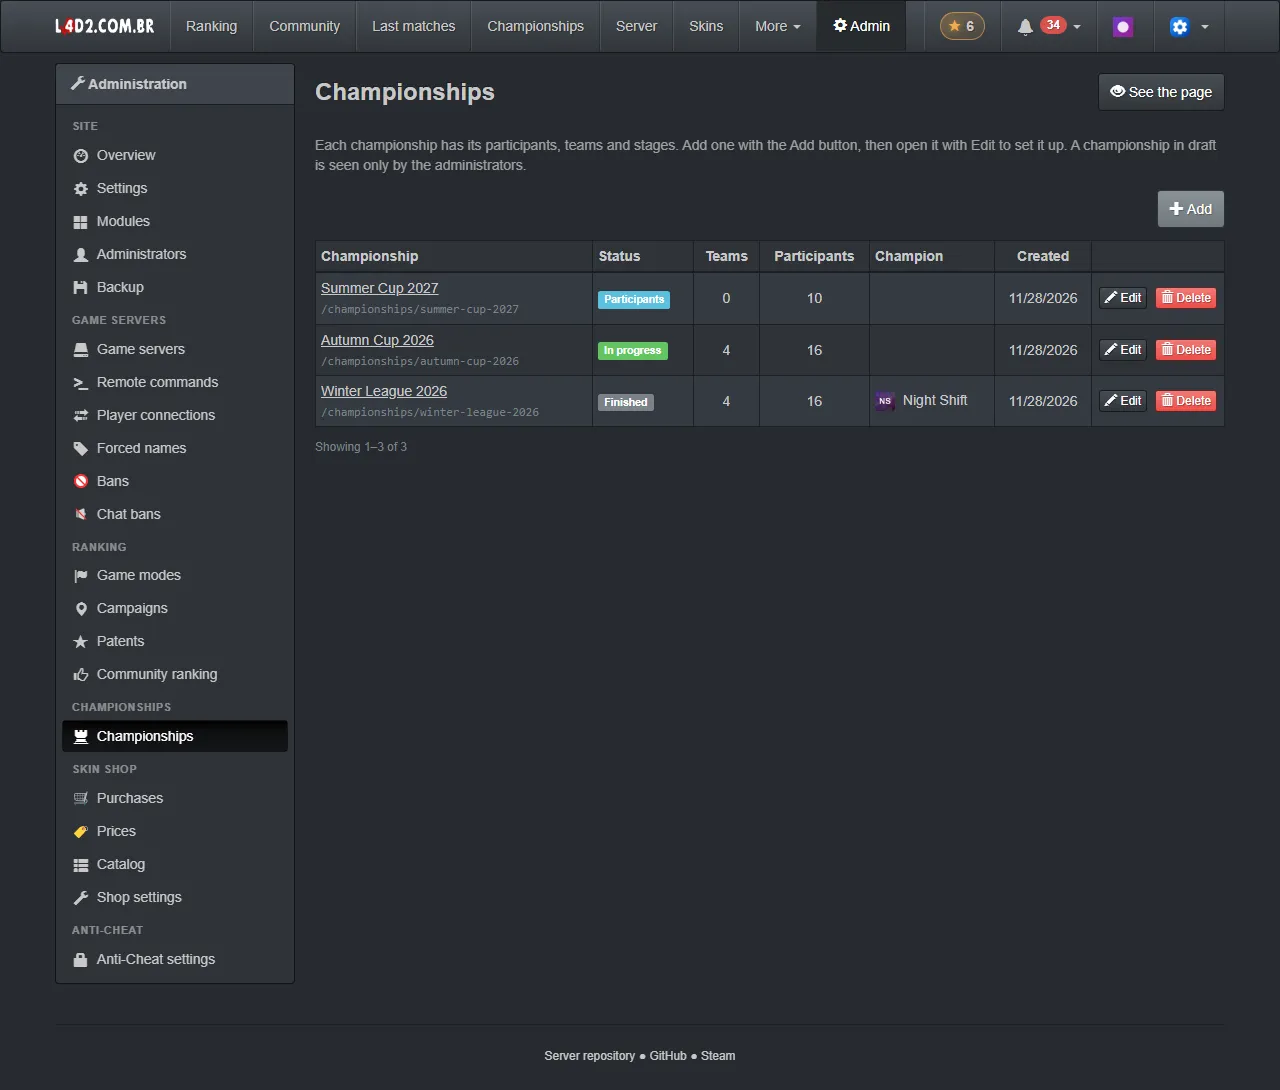 L4D2.COM.BR
Ranking
Community
Last matches
Championships
Server
Skins
More
Admin
6
34
Administration
SITE
Overview
Settings
Modules
Administrators
Backup
GAME SERVERS
Game servers
Remote commands
Player connections
Forced names
Bans
Chat bans
RANKING
Game modes
Campaigns
Patents
Community ranking
CHAMPIONSHIPS
Championships
SKIN SHOP
Purchases
Prices
Catalog
Shop settings
ANTI-CHEAT
Anti-Cheat settings
Championships
See the page
Each championship has its participants, teams and stages. Add one with the Add button, then open it with Edit to set it up. A championship in draft
is seen only by the administrators.
Add
Championship Status Teams Participants Champion Created
Summer Cup 2027
/championships/summer-cup-2027
Participants 0 10 11/28/2026 Edit Delete
Autumn Cup 2026
/championships/autumn-cup-2026
In progress 4 16 11/28/2026 Edit Delete
Winter League 2026
/championships/winter-league-2026
Finished 4 16 NS Night Shift 11/28/2026 Edit Delete
Showing 1–3 of 3
Server repository ● GitHub ● Steam